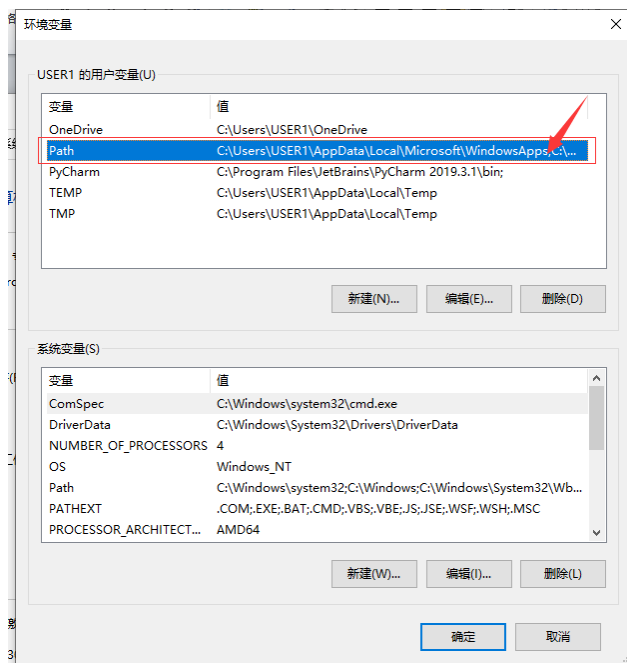 环境变量
USER1 的用户变量(U)
变量 值
OneDrive C:\Users\USER1\OneDrive
Path C:\Users\USER1\AppData\Local\Microsoft\WindowsApps;C:\...
PyCharm C:\Program Files\JetBrains\PyCharm 2019.3.1\bin;
TEMP C:\Users\USER1\AppData\Local\Temp
TMP C:\Users\USER1\AppData\Local\Temp
新建(N)... 编辑(E)... 删除(D)
系统变量(S)
变量 值
ComSpec C:\Windows\system32\cmd.exe
DriverData C:\Windows\System32\Drivers\DriverData
NUMBER_OF_PROCESSORS 4
OS Windows_NT
Path C:\Windows\system32;C:\Windows;C:\Windows\System32\Wb...
PATHEXT .COM;.EXE;.BAT;.CMD;.VBS;.VBE;.JS;.JSE;.WSF;.WSH;.MSC
PROCESSOR_ARCHITECT... AMD64
新建(W)... 编辑(I)... 删除(L)
确定 取消